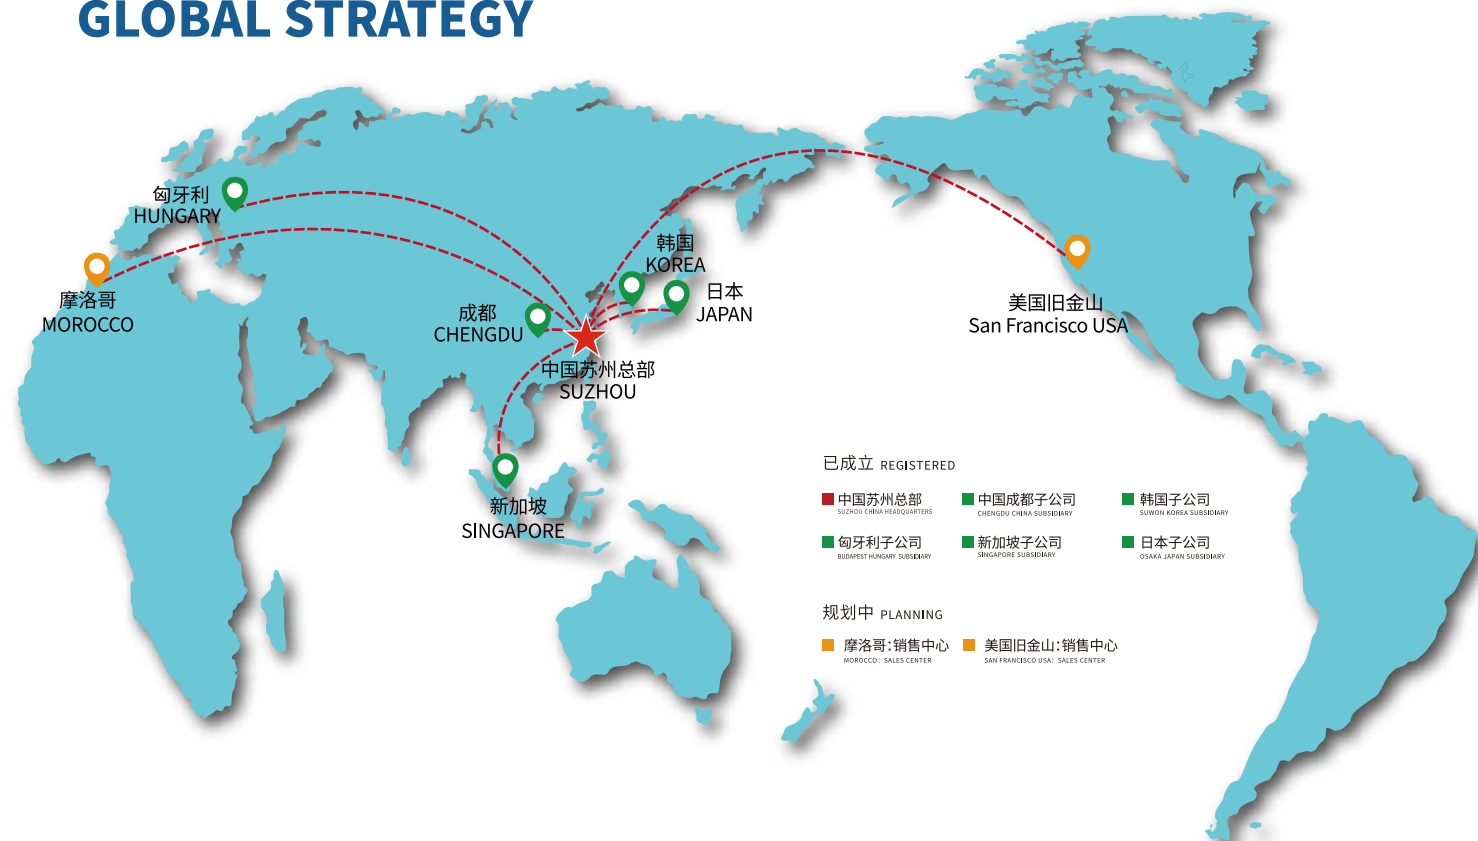 GLOBAL STRATEGY
匈牙利
HUNGARY
摩洛哥
MOROCCO
成都
CHENGDU
韩国
KOREA
日本
JAPAN
中国苏州总部
SUZHOU
新加坡
SINGAPORE
美国旧金山
San Francisco USA
已成立 REGISTERED
中国苏州总部
SUZHOU CHINA HEADQUARTERS
中国成都子公司
CHENGDU CHINA SUBSIDIARY
韩国子公司
SUWON KOREA SUBSIDIARY
匈牙利子公司
BUDAPEST HUNGARY SUBSIDIARY
新加坡子公司
SINGAPORE SUBSIDIARY
日本子公司
OSAKA JAPAN SUBSIDIARY
规划中 PLANNING
摩洛哥：销售中心
MOROCCO: SALES CENTER
美国旧金山：销售中心
SAN FRANCISCO USA: SALES CENTER